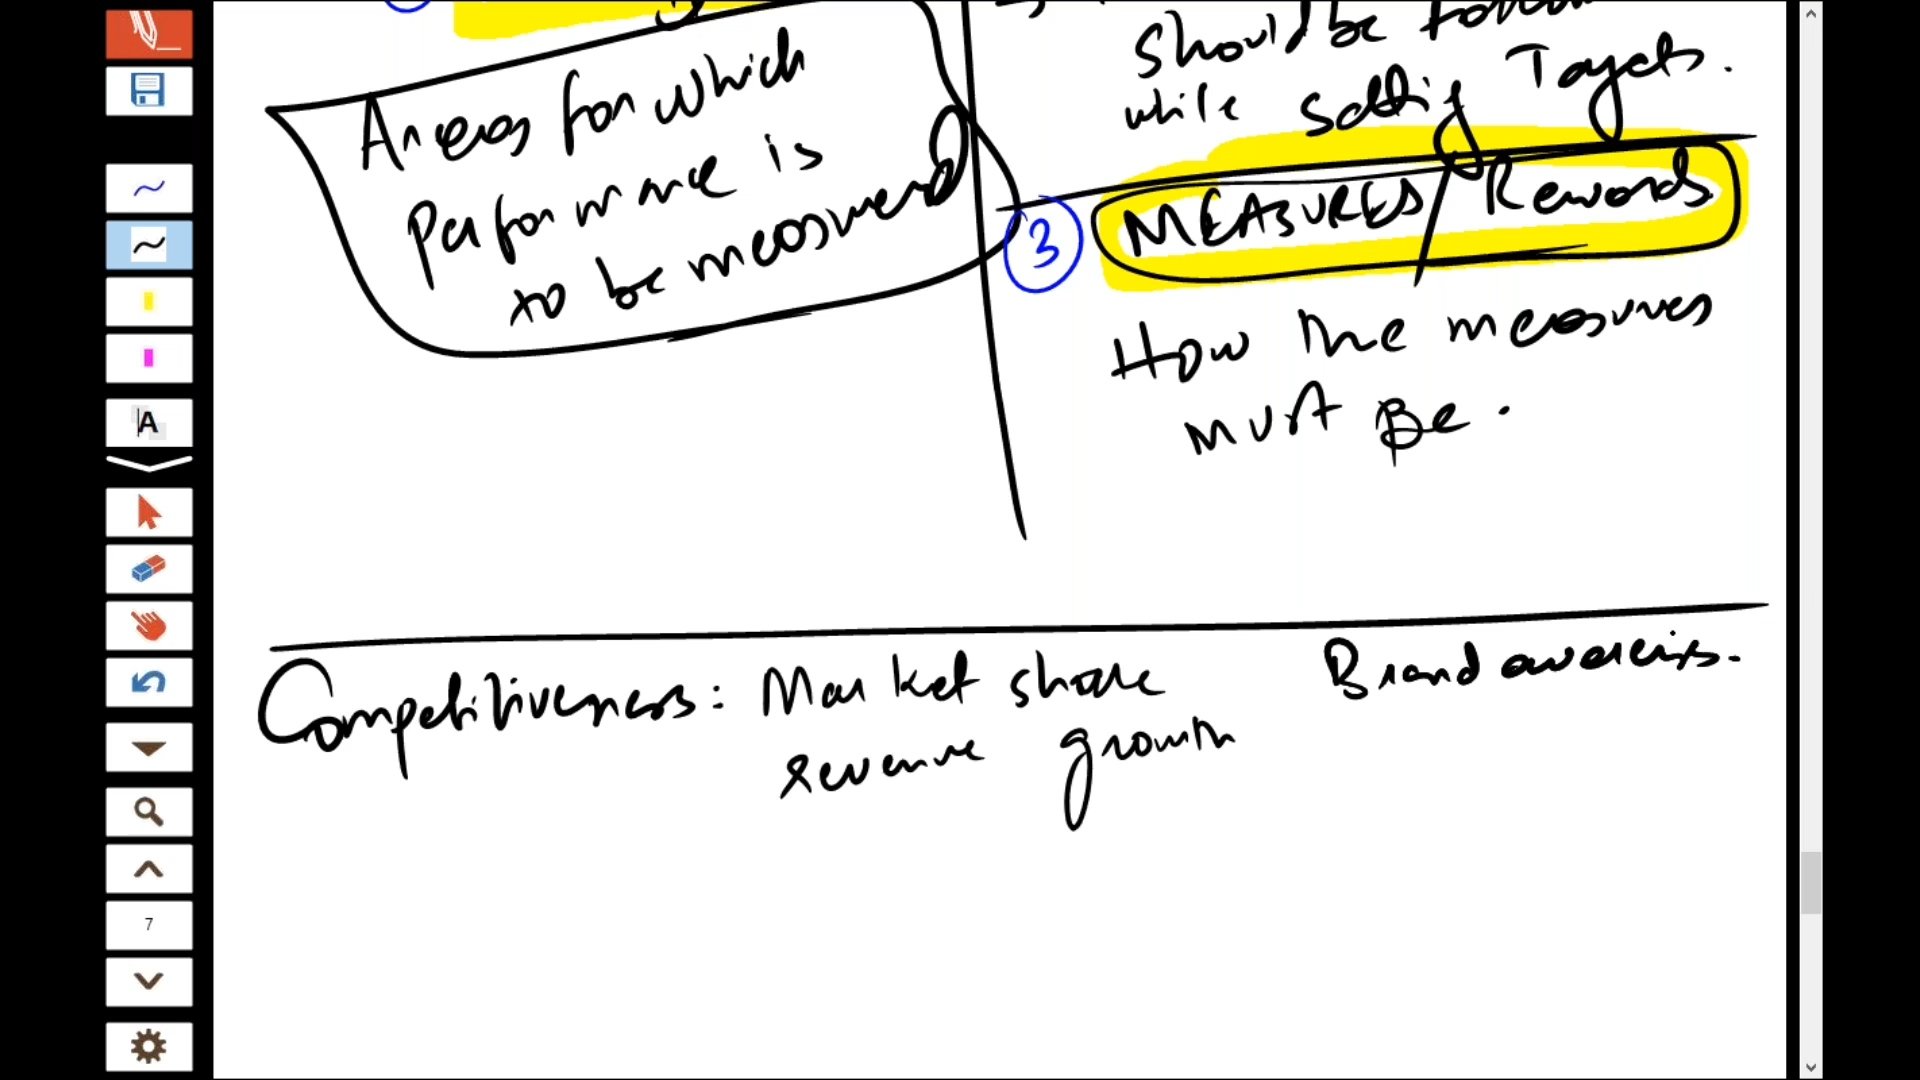 Areas for which
Performance is
to be measured
Should be
while setting Targets.
3
MEASURES/Rewards
How the measures
must Be.
Competitiveness: Market share
revenue growth
Brand awareness.
A
7